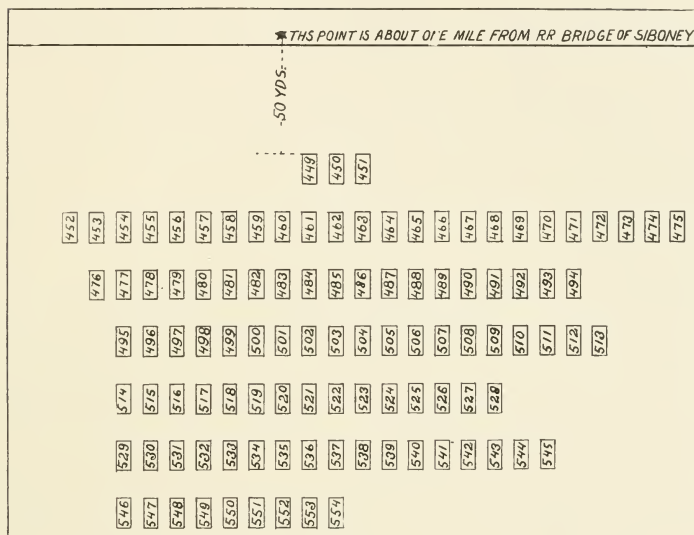 THS POINT IS ABOUT ONE MILE FROM RR BRIDGE OF SIBONEY
50 YDS.
449 450 451
452 453 454 455 456 457 458 459 460 461 462 463 464 465 466 467 468 469 470 471 472 473 474 475
476 477 478 479 480 481 482 483 484 485 486 487 488 489 490 491 492 493 494
495 496 497 498 499 500 501 502 503 504 505 506 507 508 509 510 511 512 513
514 515 516 517 518 519 520 521 522 523 524 525 526 527 528
529 530 531 532 533 534 535 536 537 538 539 540 541 542 543 544 545
546 547 548 549 550 551 552 553 554